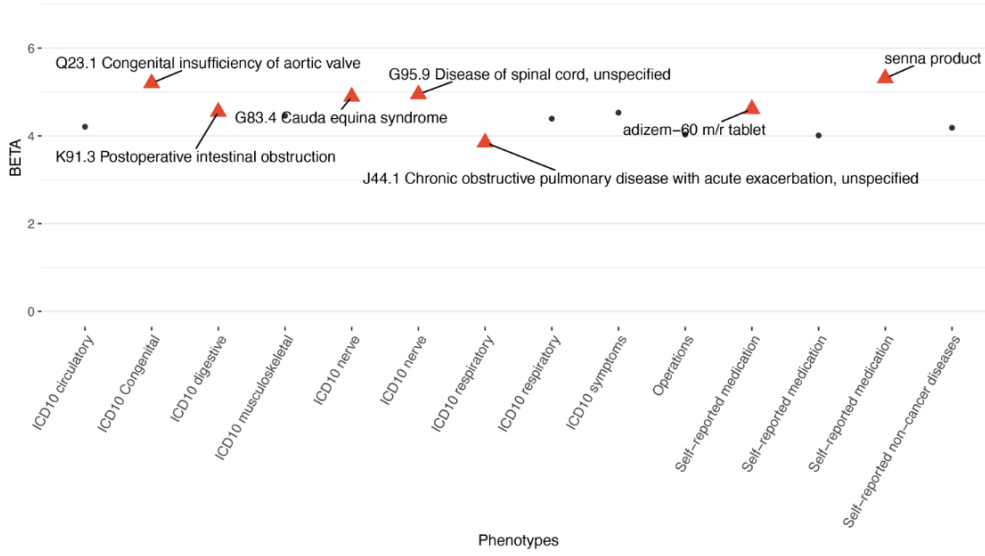 6
4
2
0
BETA
Q23.1 Congenital insufficiency of aortic valve
senna product
G95.9 Disease of spinal cord, unspecified
G83.4 Cauda equina syndrome
adizem-60 m/r tablet
K91.3 Postoperative intestinal obstruction
J44.1 Chronic obstructive pulmonary disease with acute exacerbation, unspecified
ICD10 circulatory
ICD10 Congenital
ICD10 digestive
ICD10 musculoskeletal
ICD10 nerve
ICD10 nerve
ICD10 respiratory
ICD10 respiratory
ICD10 symptoms
Operations
Self-reported medication
Self-reported medication
Self-reported medication
Self-reported non-cancer diseases
Phenotypes